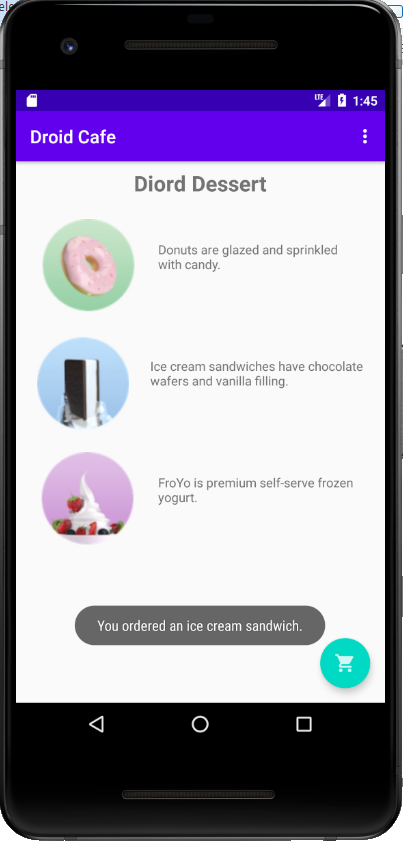 LTE 1:45
Droid Cafe
Diord Dessert
Donuts are glazed and sprinkled
with candy.
Ice cream sandwiches have chocolate
wafers and vanilla filling.
FroYo is premium self-serve frozen
yogurt.
You ordered an ice cream sandwich.